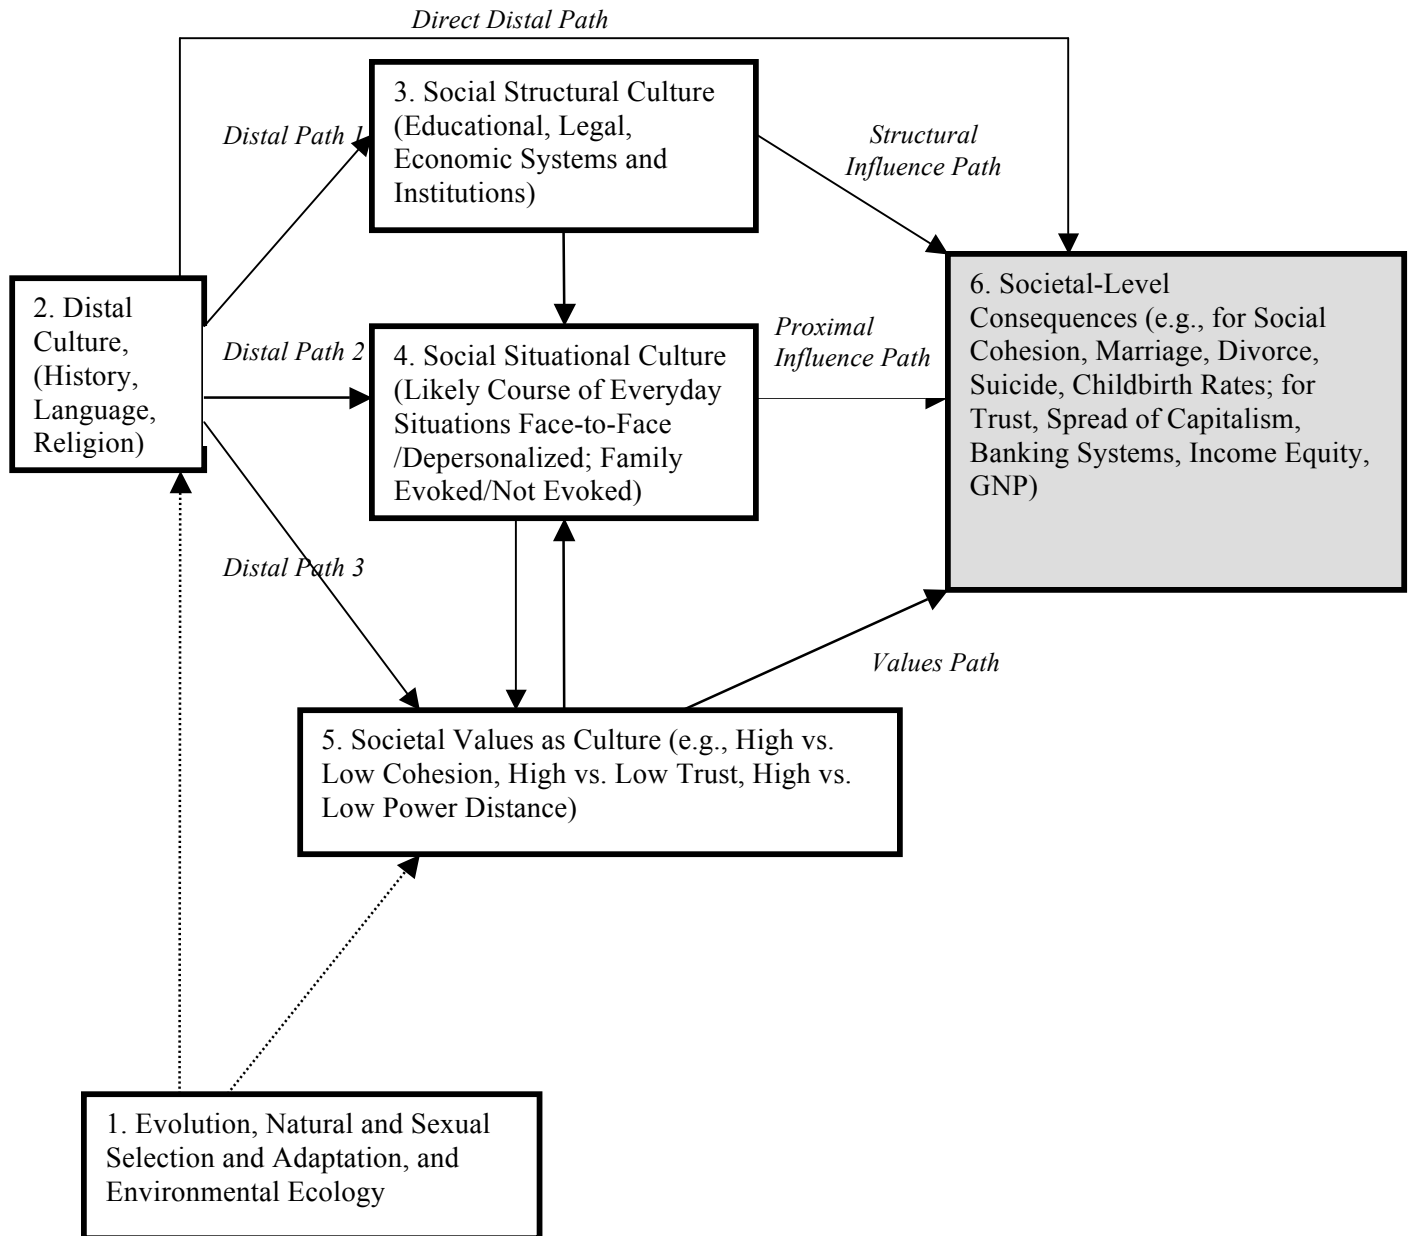 Direct Distal Path
3. Social Structural Culture
(Educational, Legal,
Economic Systems and
Institutions)
Distal Path 1
Structural
Influence Path
2. Distal
Culture,
(History,
Language,
Religion)
6. Societal-Level
Consequences (e.g., for Social
Cohesion, Marriage, Divorce,
Suicide, Childbirth Rates; for
Trust, Spread of Capitalism,
Banking Systems, Income Equity,
GNP)
Distal Path 2
4. Social Situational Culture
(Likely Course of Everyday
Situations Face-to-Face
/Depersonalized; Family
Evoked/Not Evoked)
Proximal
Influence Path
Distal Path 3
Values Path
5. Societal Values as Culture (e.g., High vs.
Low Cohesion, High vs. Low Trust, High vs.
Low Power Distance)
1. Evolution, Natural and Sexual
Selection and Adaptation, and
Environmental Ecology